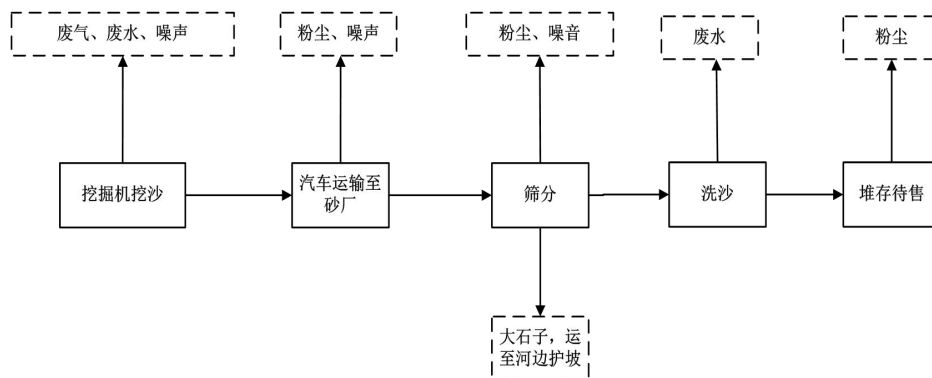 废气、废水、噪声
粉尘、噪声
粉尘、噪音
废水
粉尘
挖掘机挖沙
汽车运输至
砂厂
筛分
洗沙
堆存待售
大石子，运
至河边护坡